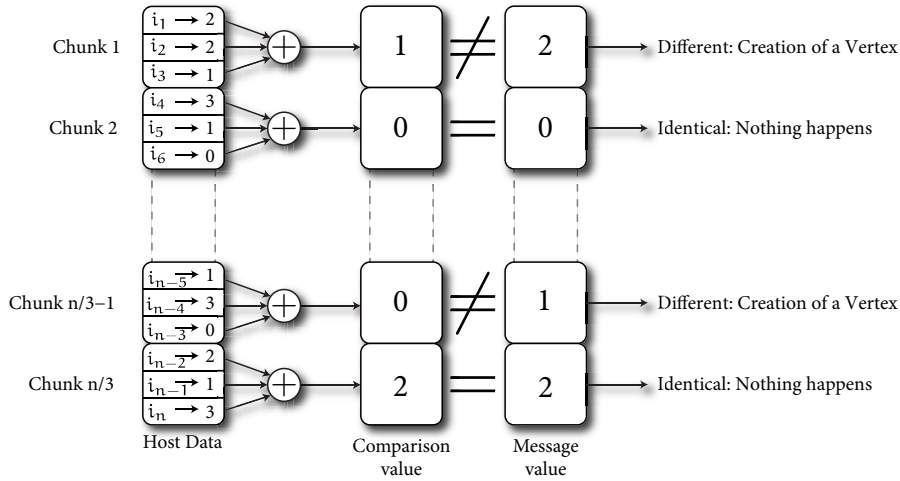 i₁ → 2
Chunk 1 i₂ → 2 + 1 ≠ 2 Different: Creation of a Vertex
i₃ → 1
i₄ → 3
Chunk 2 i₅ → 1 + 0 = 0 Identical: Nothing happens
i₆ → 0
iₙ₋₅ → 1
Chunk n/3–1 iₙ₋₄ → 3 + 0 ≠ 1 Different: Creation of a Vertex
iₙ₋₃ → 0
iₙ₋₂ → 2
Chunk n/3 iₙ₋₁ → 1 + 2 = 2 Identical: Nothing happens
iₙ → 3
Host Data Comparison Message
value value